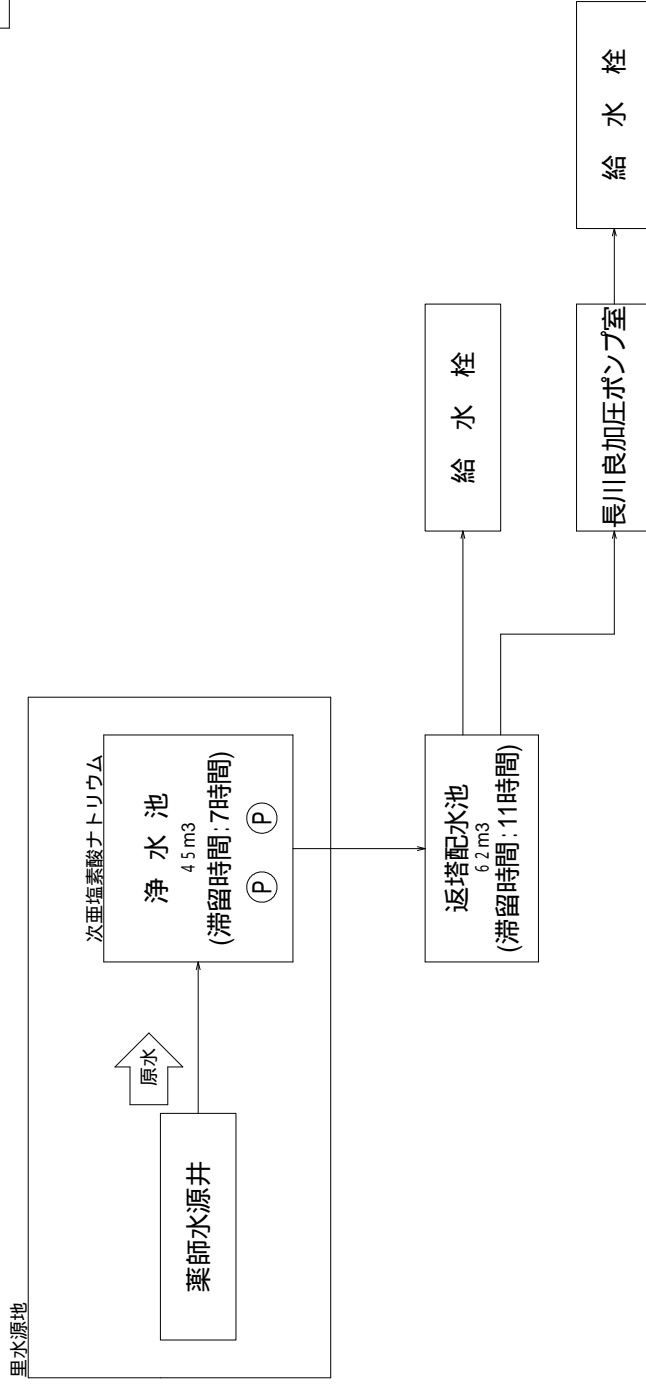 里水源地
薬師水源井
原水
次亜塩素酸ナトリウム
浄水池
45m3
(滞留時間:7時間)
P P
返塔配水池
62m3
(滞留時間:11時間)
給水栓
長川良加圧ポンプ室
給水栓